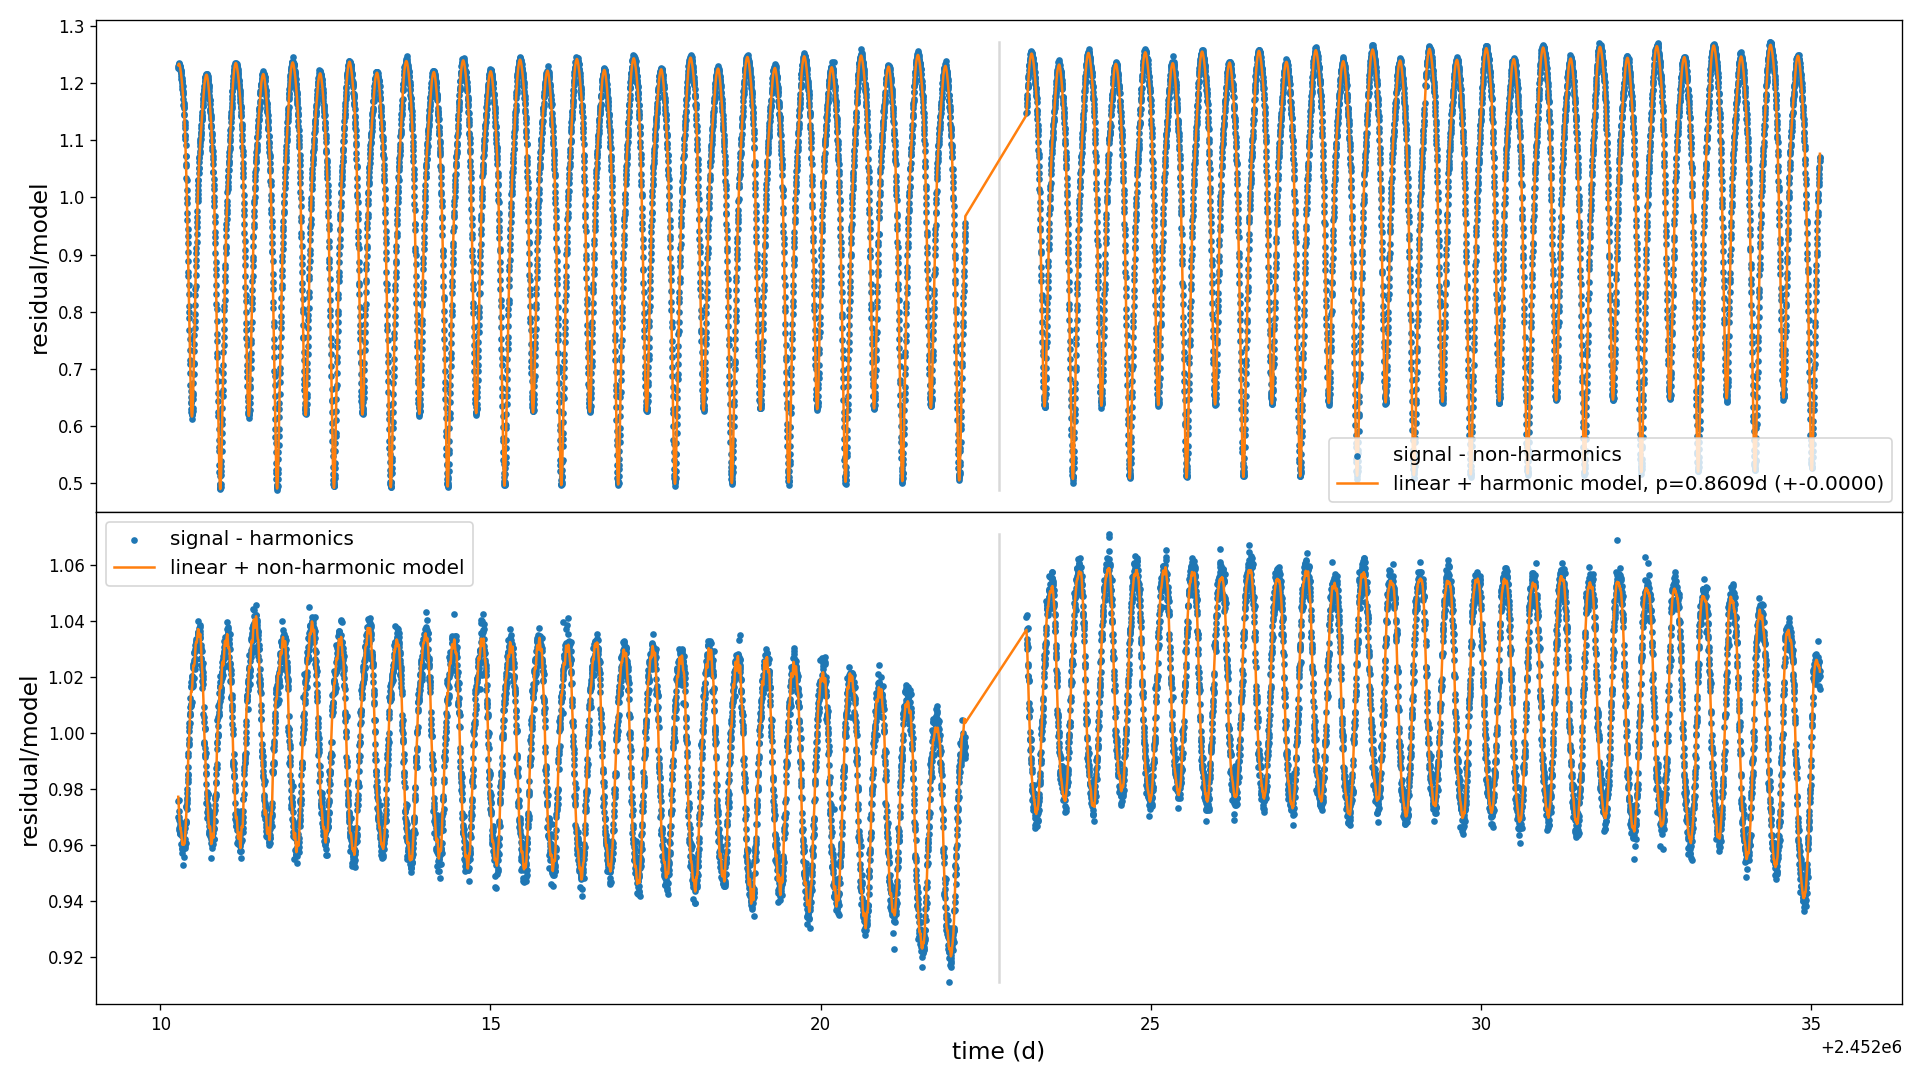 1.3
1.2
1.1
1.0
0.9
0.8
0.7
0.6
0.5
residual/model
signal - non-harmonics
linear + harmonic model, p=0.8609d (+-0.0000)
signal - harmonics
linear + non-harmonic model
1.06
1.04
1.02
1.00
0.98
0.96
0.94
0.92
residual/model
10 15 20 25 30 35
time (d)
+2.452e6